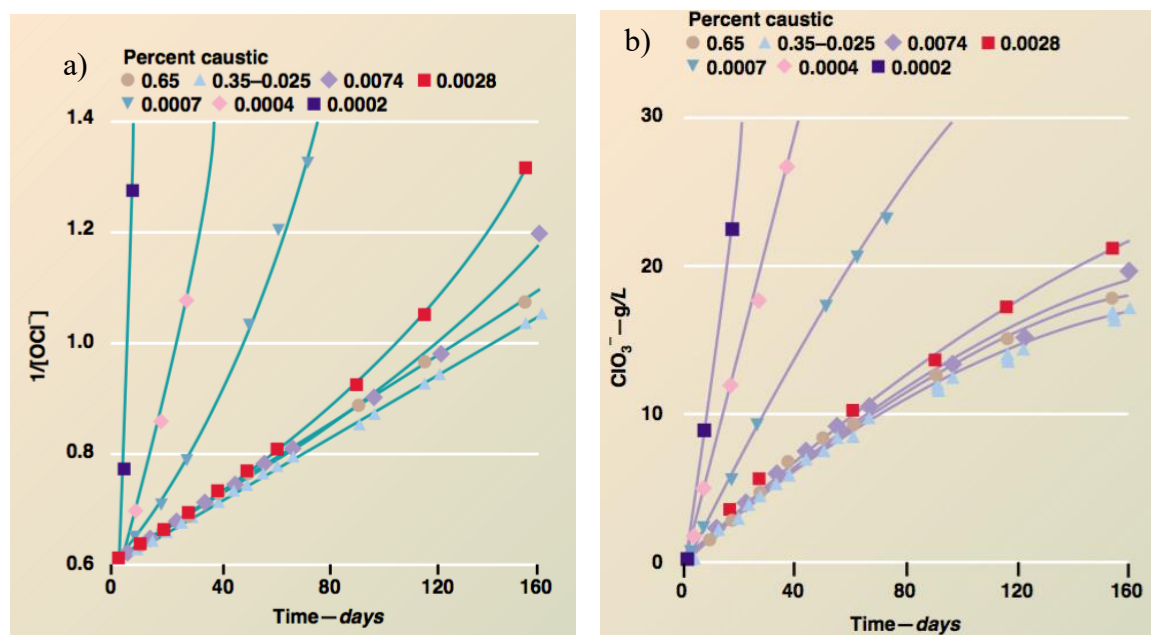 a)
Percent caustic
0.65 0.35–0.025 0.0074 0.0028
0.0007 0.0004 0.0002
1.4
1.2
1.0
0.8
0.6
1/[OCl⁻]
0 40 80 120 160
Time—days
b)
Percent caustic
0.65 0.35–0.025 0.0074 0.0028
0.0007 0.0004 0.0002
30
20
10
0
ClO₃⁻—g/L
0 40 80 120 160
Time—days